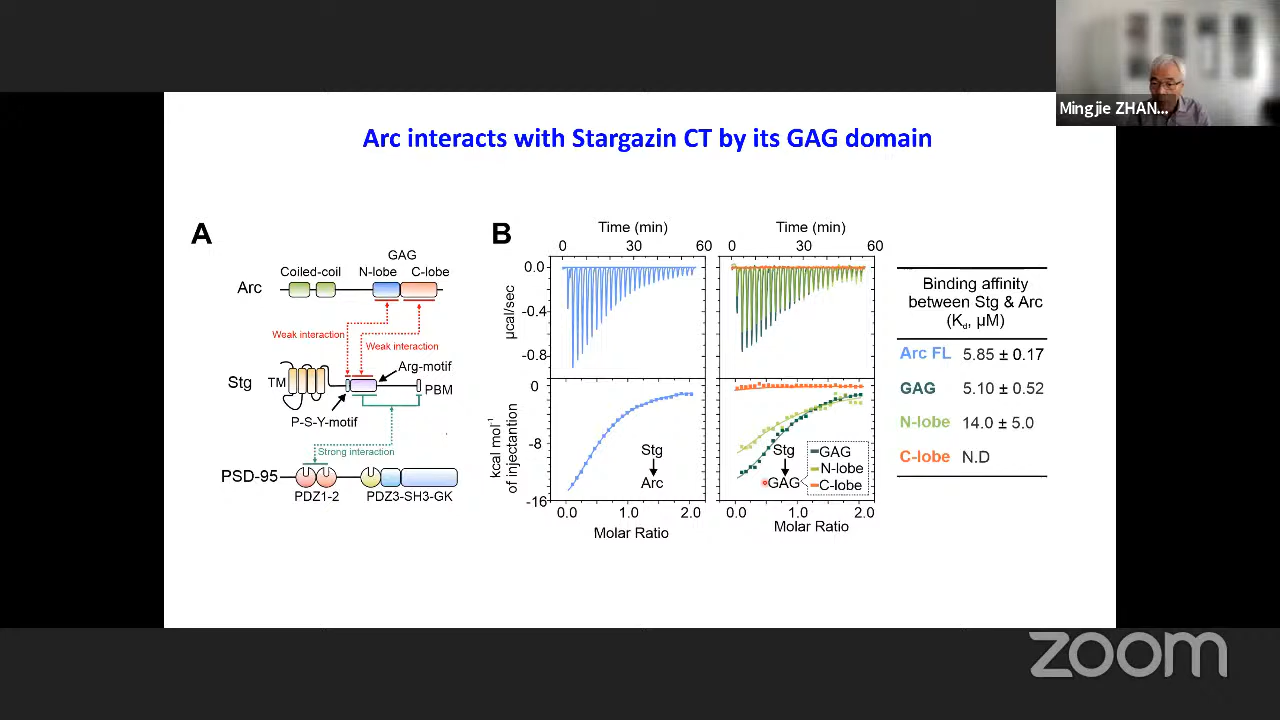 Mingjie ZHAN...
Arc interacts with Stargazin CT by its GAG domain
A
GAG
Coiled-coil
N-lobe
C-lobe
Arc
Weak interaction
Weak interaction
Arg-motif
Stg
TM
PBM
P-S-Y-motif
Strong interaction
PSD-95
PDZ1-2
PDZ3-SH3-GK
B
Time (min)
0 30 60
0.0
-0.4
-0.8
µcal/sec
0
-8
-16
kcal mol-1
of injectantion
Stg
Arc
0.0 1.0 2.0
Molar Ratio
Time (min)
0 30 60
Stg
GAG
GAG
N-lobe
C-lobe
0.0 1.0 2.0
Molar Ratio
Binding affinity
between Stg & Arc
(Kd, µM)
Arc FL 5.85 ± 0.17
GAG 5.10 ± 0.52
N-lobe 14.0 ± 5.0
C-lobe N.D
zoom